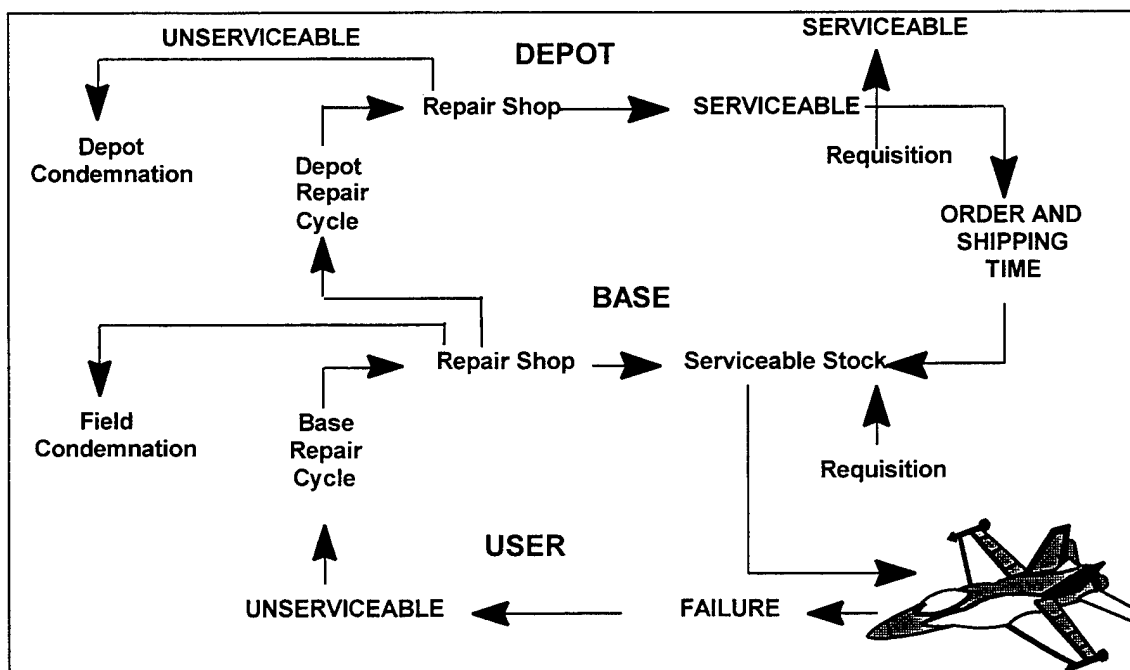 UNSERVICEABLE
DEPOT
SERVICEABLE
Repair Shop
SERVICEABLE
Depot
Condemnation
Depot
Repair
Cycle
Requisition
ORDER AND
SHIPPING
TIME
BASE
Repair Shop
Serviceable Stock
Field
Condemnation
Base
Repair
Cycle
Requisition
USER
UNSERVICEABLE
FAILURE